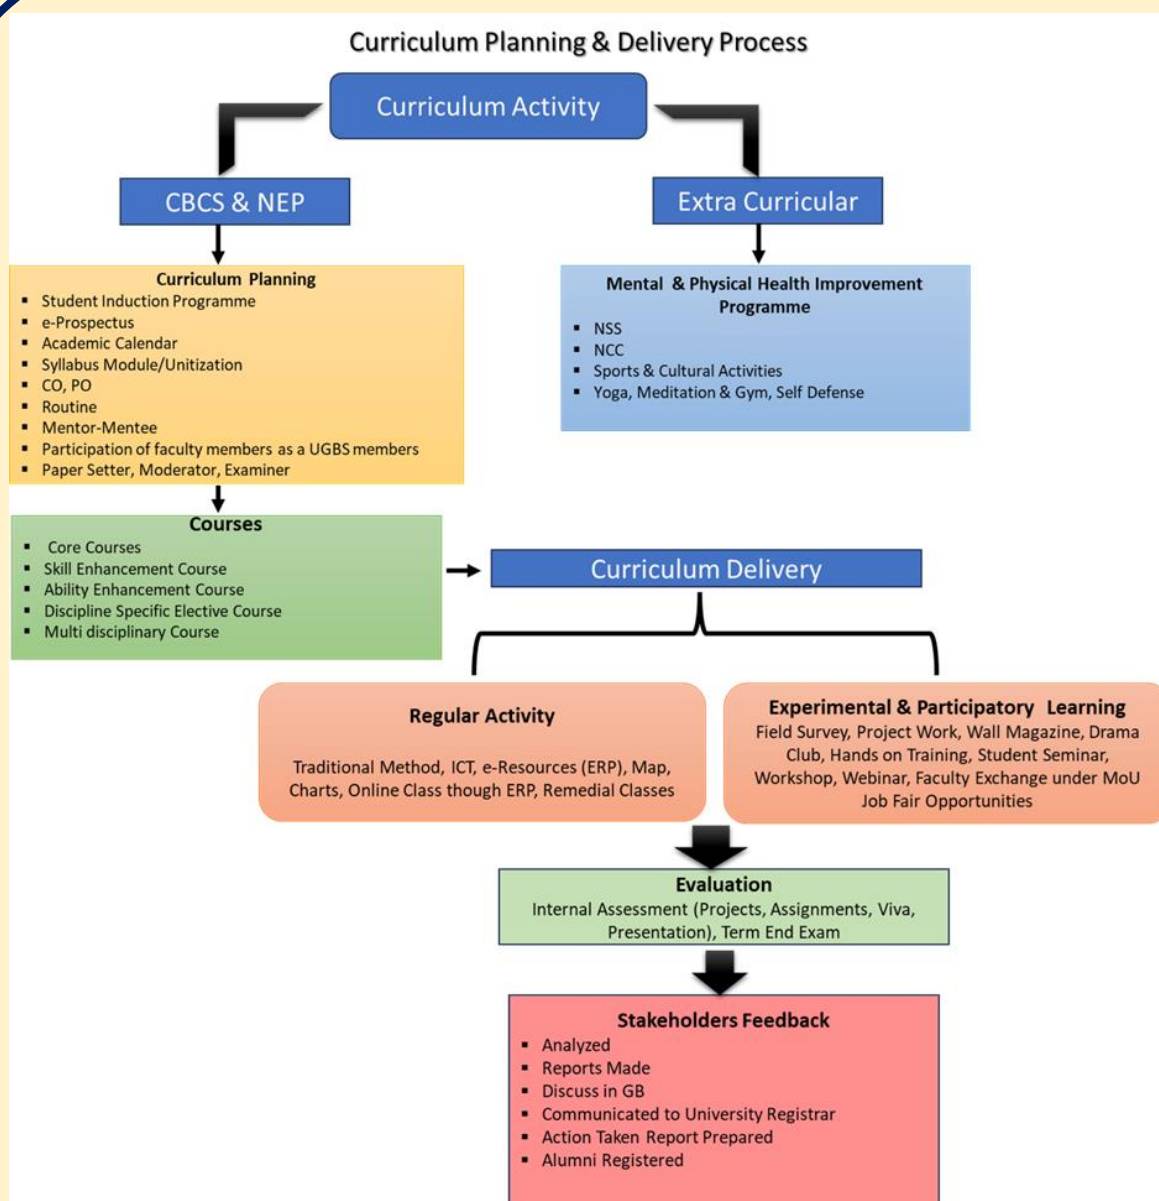 Curriculum Planning & Delivery Process
Curriculum Activity
CBCS & NEP
Extra Curricular
Curriculum Planning
▪ Student Induction Programme
▪ e-Prospectus
▪ Academic Calendar
▪ Syllabus Module/Unitization
▪ CO, PO
▪ Routine
▪ Mentor-Mentee
▪ Participation of faculty members as a UGBS members
▪ Paper Setter, Moderator, Examiner
Mental & Physical Health Improvement
Programme
▪ NSS
▪ NCC
▪ Sports & Cultural Activities
▪ Yoga, Meditation & Gym, Self Defense
Courses
▪ Core Courses
▪ Skill Enhancement Course
▪ Ability Enhancement Course
▪ Discipline Specific Elective Course
▪ Multi disciplinary Course
Curriculum Delivery
Regular Activity
Traditional Method, ICT, e-Resources (ERP), Map,
Charts, Online Class though ERP, Remedial Classes
Experimental & Participatory Learning
Field Survey, Project Work, Wall Magazine, Drama
Club, Hands on Training, Student Seminar,
Workshop, Webinar, Faculty Exchange under MoU
Job Fair Opportunities
Evaluation
Internal Assessment (Projects, Assignments, Viva,
Presentation), Term End Exam
Stakeholders Feedback
▪ Analyzed
▪ Reports Made
▪ Discuss in GB
▪ Communicated to University Registrar
▪ Action Taken Report Prepared
▪ Alumni Registered